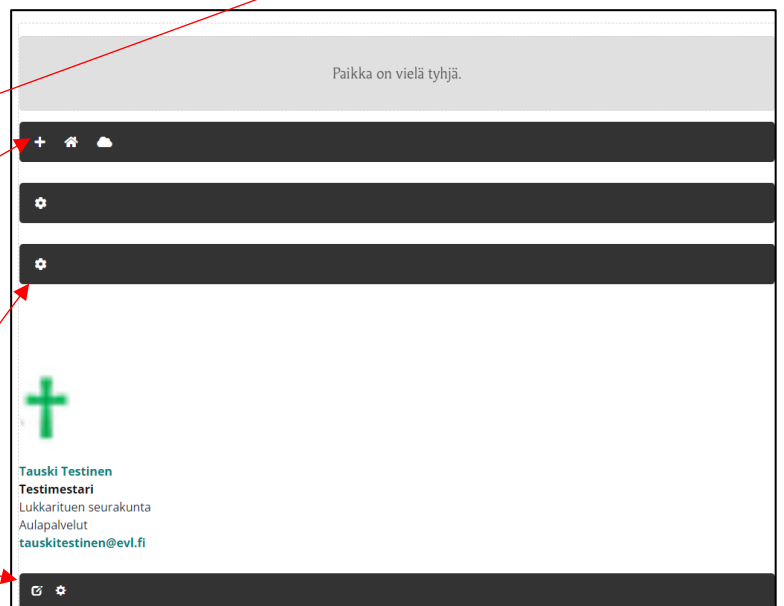 Paikka on vielä tyhjä.
Tauski Testinen
Testimestari
Lukkarituen seurakunta
Aulapalvelut
tauskitestinen@evl.fi